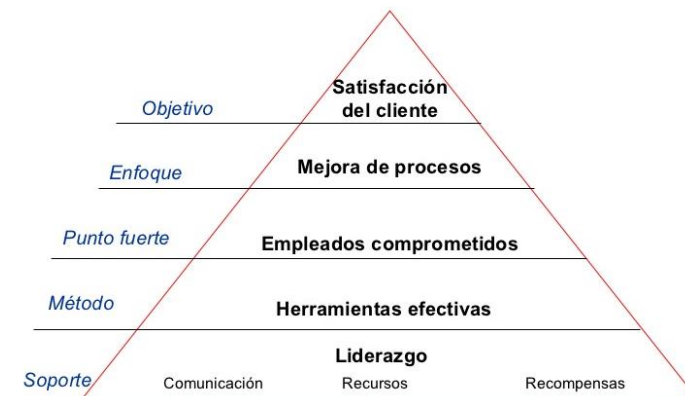 Satisfacción
del cliente
Objetivo
Mejora de procesos
Enfoque
Punto fuerte
Empleados comprometidos
Método
Herramientas efectivas
Liderazgo
Soporte
Comunicación
Recursos
Recompensas